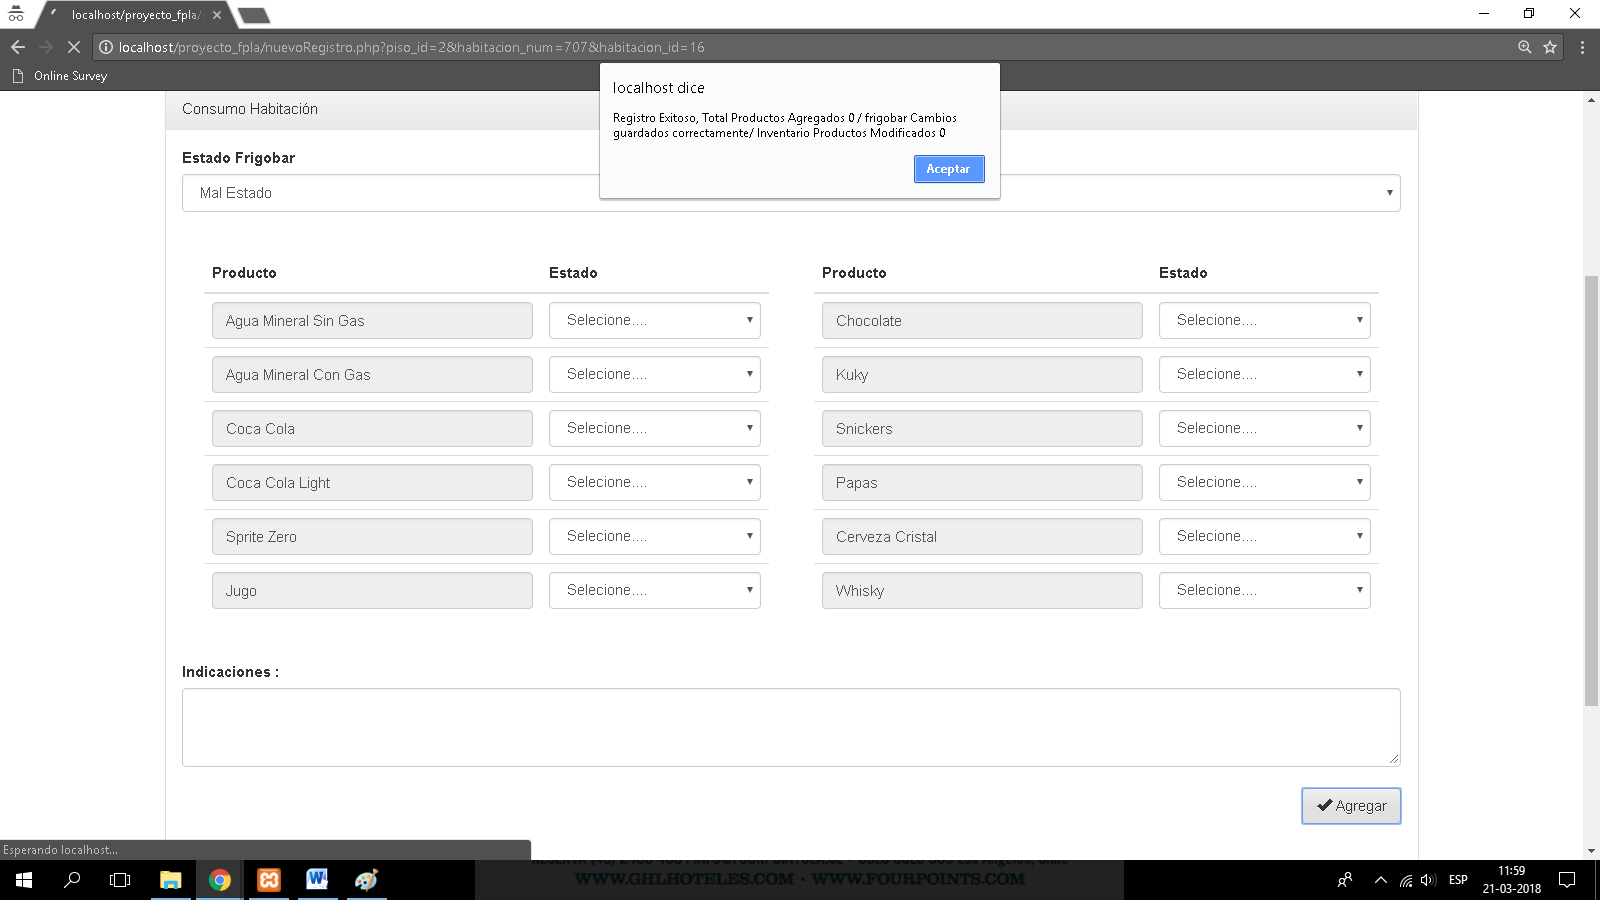 localhost/proyecto_fpla/
localhost/proyecto_fpla/nuevoRegistro.php?piso_id=2&habitacion_num=707&habitacion_id=16
Online Survey
localhost dice
Registro Exitoso, Total Productos Agregados 0 / frigobar Cambios
guardados correctamente/ Inventario Productos Modificados 0
Aceptar
Consumo Habitación
Estado Frigobar
Mal Estado
Producto Estado Producto Estado
Agua Mineral Sin Gas Selecione.... Chocolate Selecione....
Agua Mineral Con Gas Selecione.... Kuky Selecione....
Coca Cola Selecione.... Snickers Selecione....
Coca Cola Light Selecione.... Papas Selecione....
Sprite Zero Selecione.... Cerveza Cristal Selecione....
Jugo Selecione.... Whisky Selecione....
Indicaciones :
Agregar
Esperando localhost...
WWW.GHLHOTELES.COM · WWW.FOURPOINTS.COM
ESP
11:59
21-03-2018